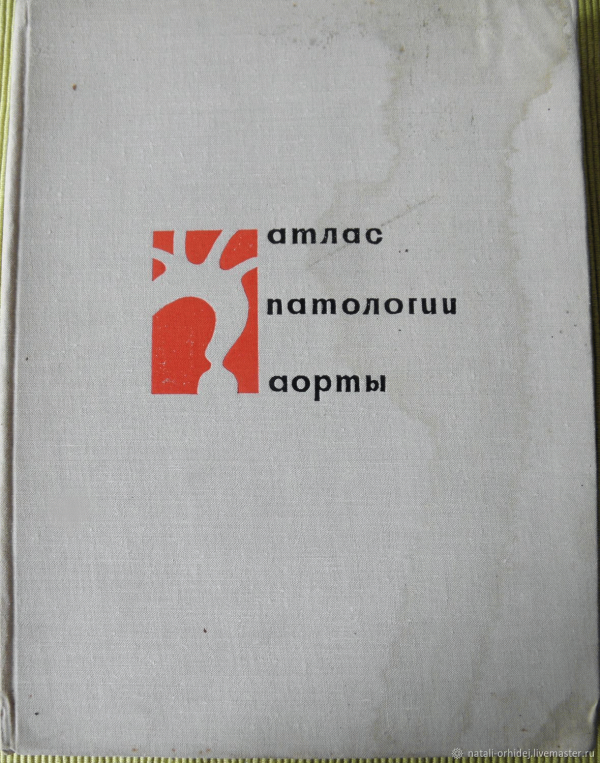 атлас
патологии
аорты
natali-orhidej.livemaster.ru